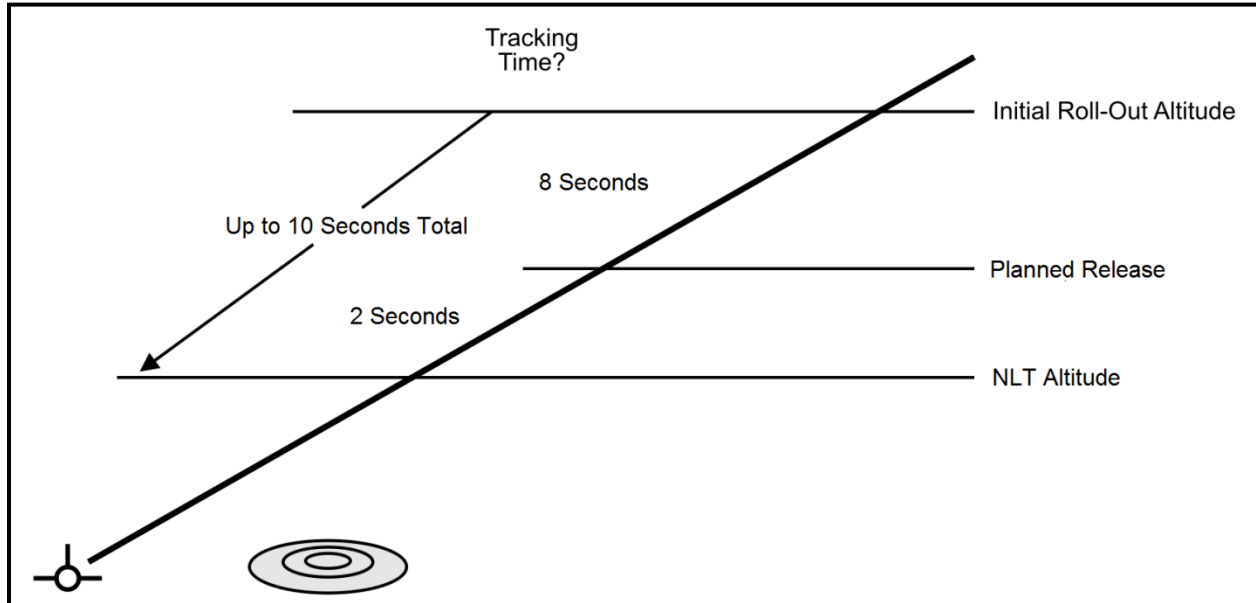 Tracking
Time?
Initial Roll-Out Altitude
8 Seconds
Up to 10 Seconds Total
Planned Release
2 Seconds
NLT Altitude